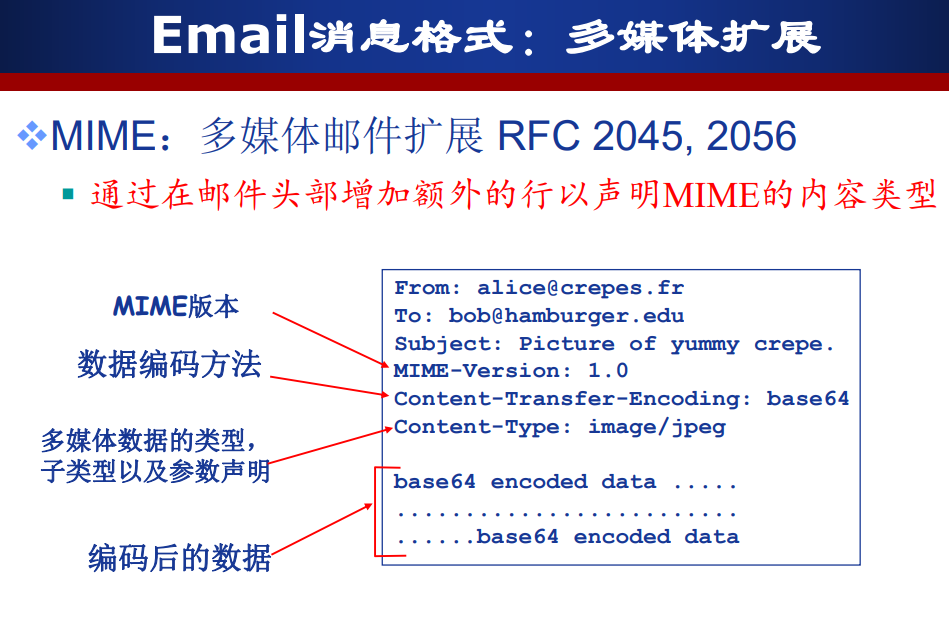 Email消息格式：多媒体扩展
MIME：多媒体邮件扩展 RFC 2045, 2056
通过在邮件头部增加额外的行以声明MIME的内容类型
MIME版本
数据编码方法
多媒体数据的类型，
子类型以及参数声明
编码后的数据
From: alice@crepes.fr
To: bob@hamburger.edu
Subject: Picture of yummy crepe.
MIME-Version: 1.0
Content-Transfer-Encoding: base64
Content-Type: image/jpeg
base64 encoded data .....
.........................
......base64 encoded data